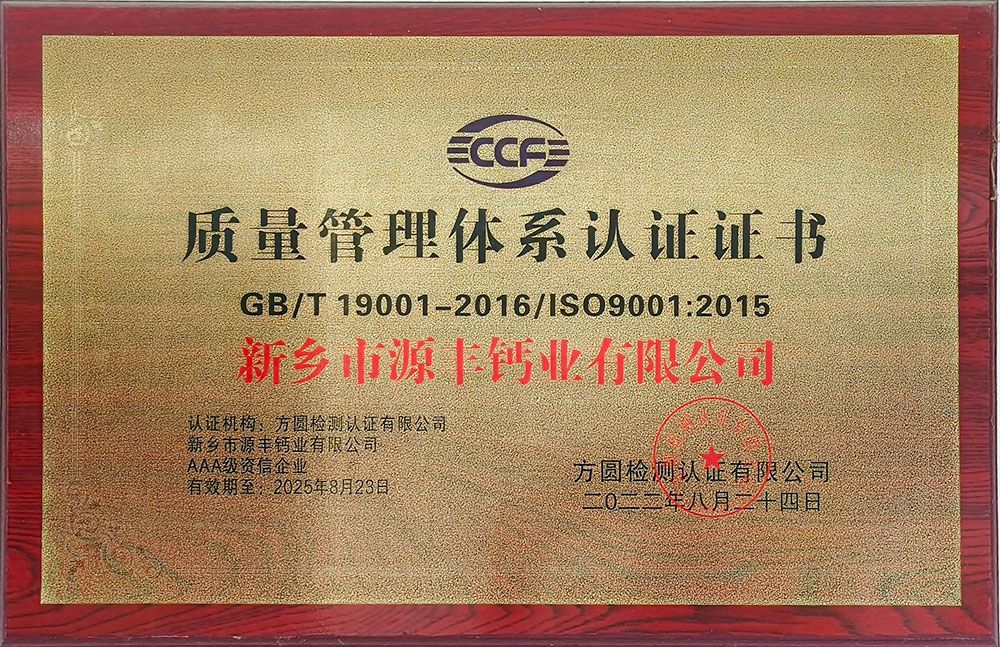 CCF
质量管理体系认证证书
GB/T 19001-2016/ISO9001:2015
新乡市源丰钙业有限公司
认证机构：方圆检测认证有限公司
新乡市源丰钙业有限公司
AAA级资信企业
有效期至：2025年8月23日
方圆检测认证有限公司
二〇二二年八月二十四日